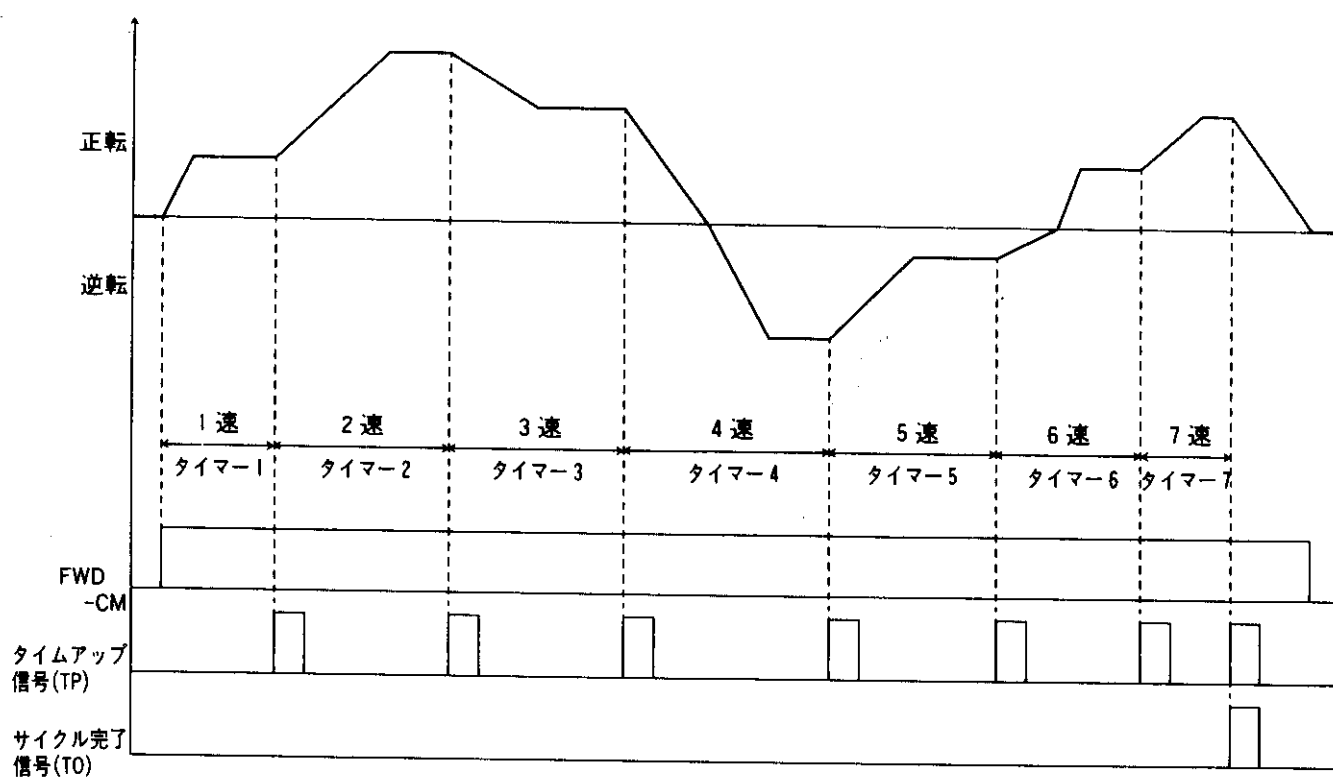 正転
逆転
1速 2速 3速 4速 5速 6速 7速
タイマー1 タイマー2 タイマー3 タイマー4 タイマー5 タイマー6 タイマー7
FWD
-CM
タイムアップ
信号(TP)
サイクル完了
信号(TO)